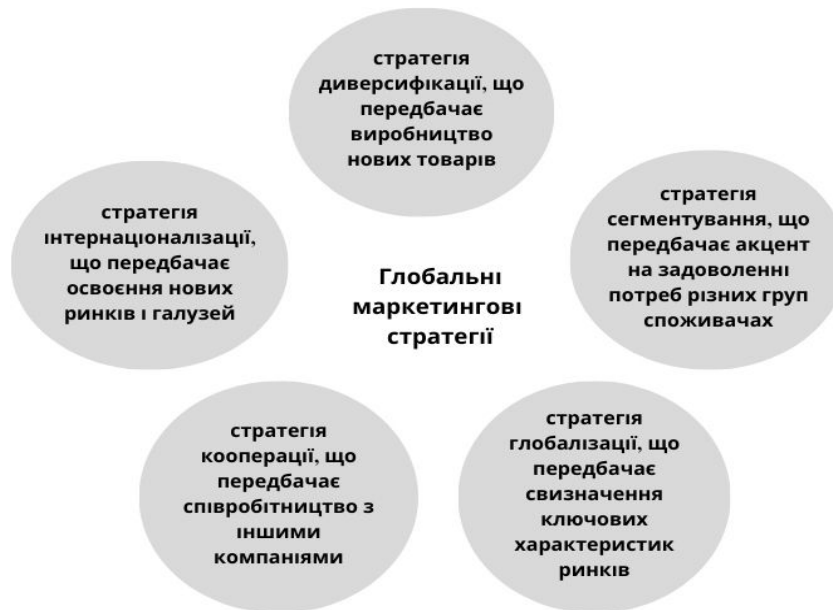 стратегія
диверсифікації, що
передбачає
виробництво
нових товарів
стратегія
інтернаціоналізації,
що передбачає
освоєння нових
ринків і галузей
стратегія
сегментування, що
передбачає акцент
на задоволенні
потреб різних груп
споживачах
Глобальні
маркетингові
стратегії
стратегія
кооперації, що
передбачає
співробітництво з
іншими
компаніями
стратегія
глобалізації, що
передбачає
свизначення
ключових
характеристик
ринків